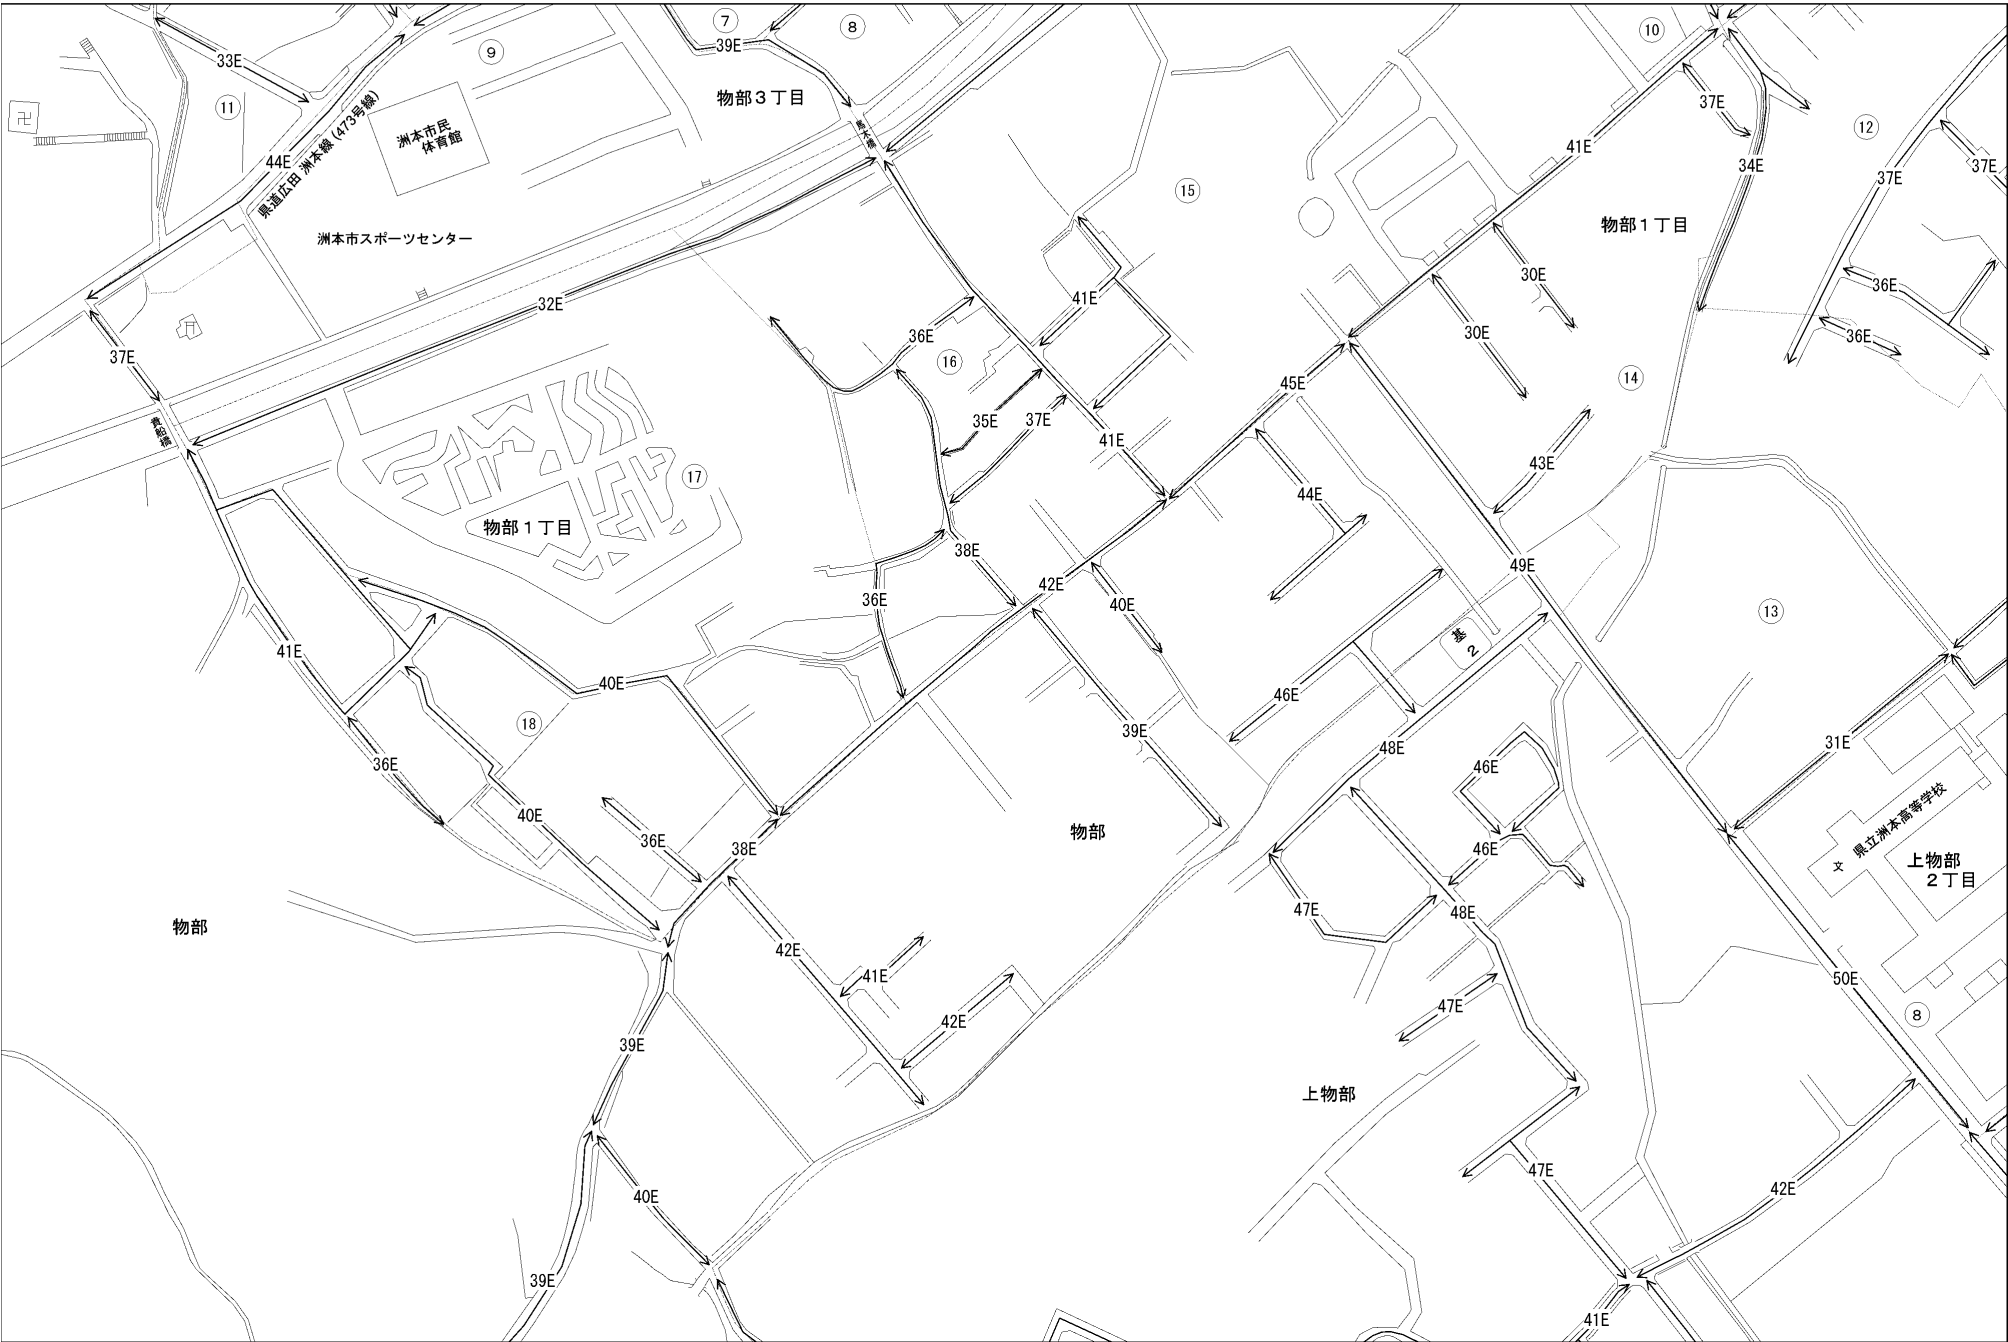 ⑦
⑧
39E
⑨
⑩
33E
⑪
物部３丁目
洲本市民
体育館
馬木橋
37E
⑫
41E
44E
県道広田 洲本線 (473号線)
34E
37E
37E
⑮
物部１丁目
洲本市スポーツセンター
30E
36E
32E
41E
30E
36E
37E
36E
⑯
⑭
45E
貴船橋
35E
37E
41E
43E
⑰
44E
物部１丁目
38E
49E
42E
40E
36E
⑬
基
2
41E
40E
46E
⑱
39E
48E
31E
36E
46E
県立洲本高等学校
40E
物部
36E
38E
46E
文
上物部
２丁目
47E
48E
物部
42E
41E
50E
47E
⑧
42E
39E
上物部
47E
40E
42E
39E
41E